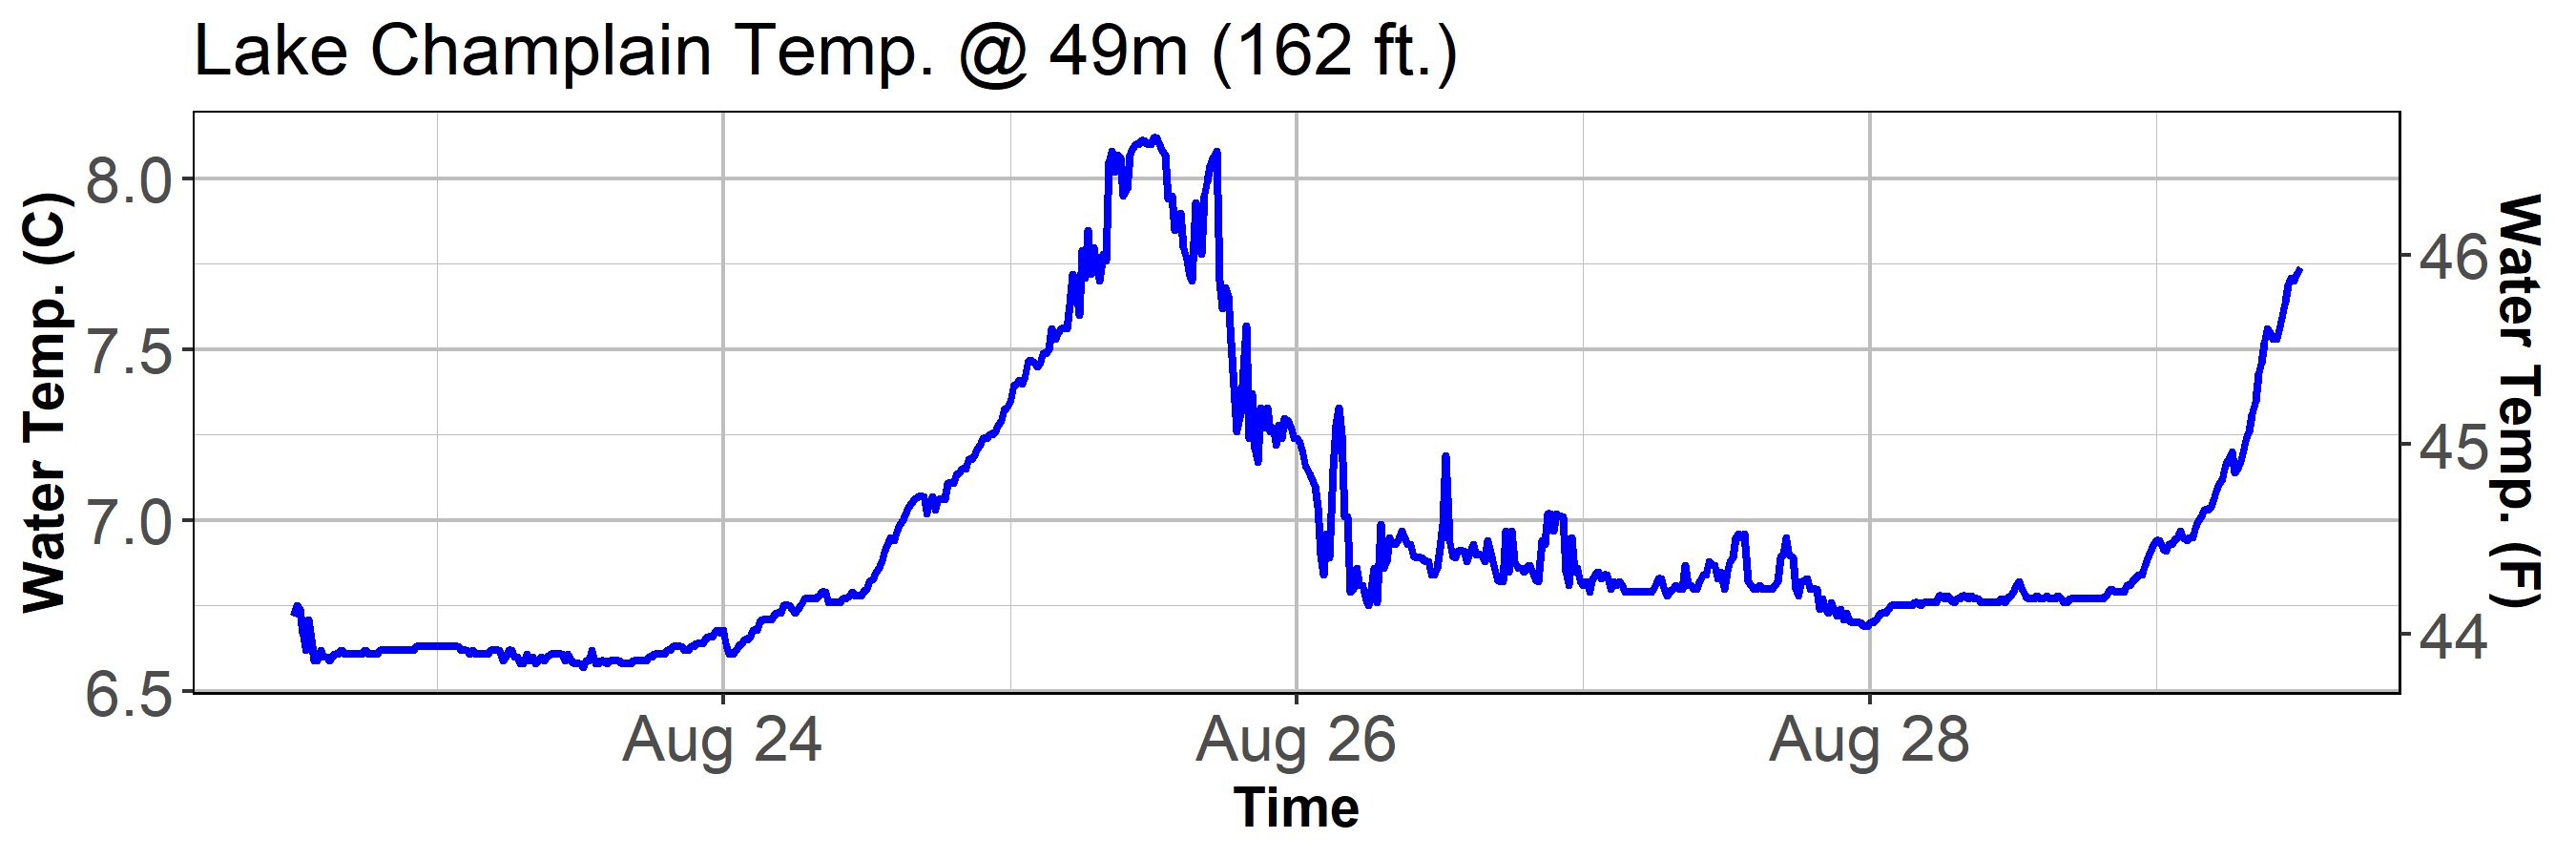 Lake Champlain Temp. @ 49m (162 ft.)
Water Temp. (C)
8.0
7.5
7.0
6.5
46
45
44
Water Temp. (F)
Aug 24
Aug 26
Aug 28
Time